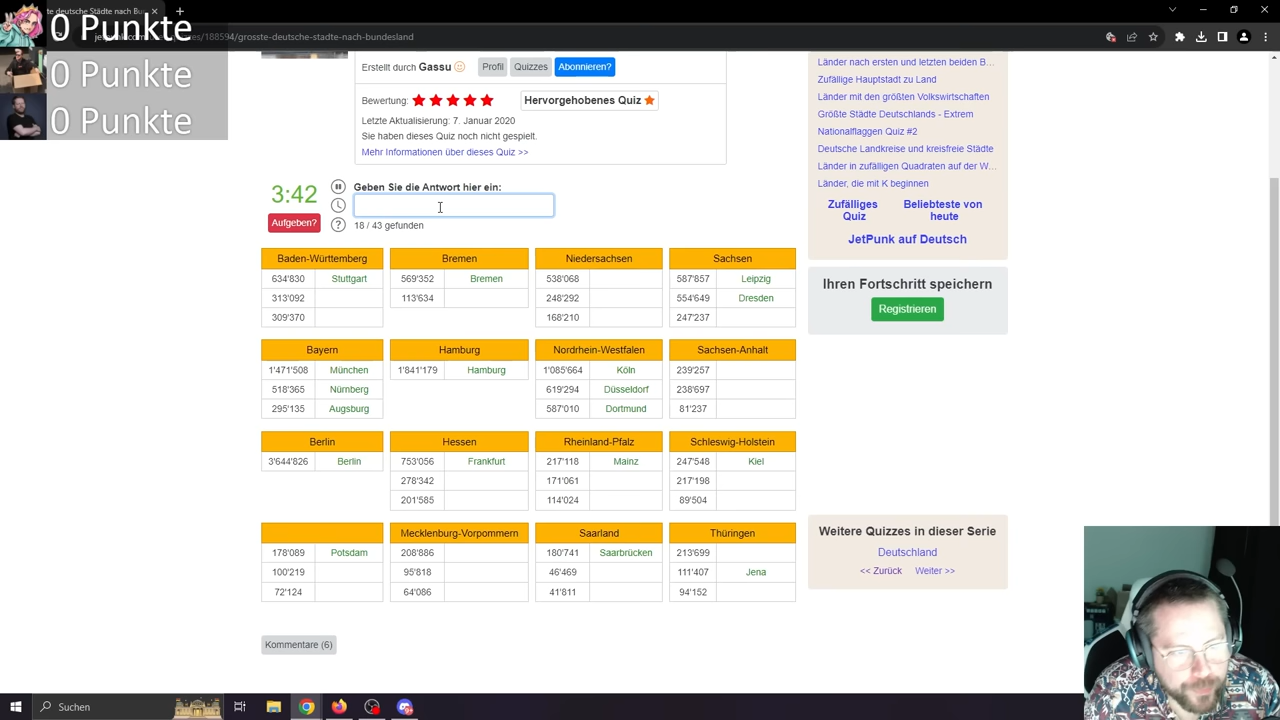 te deutsche städte nach Bu
188594/grosste-deutsche-stadte-nach-bundesland
0 Punkte
0 Punkte
0 Punkte
Erstellt durch Gassu Profil Quizzes Abonnieren?
Bewertung: Hervorgehobenes Quiz
Letzte Aktualisierung: 7. Januar 2020
Sie haben dieses Quiz noch nicht gespielt.
Mehr Informationen über dieses Quiz >>
3:42
Aufgeben?
Geben Sie die Antwort hier ein:
18 / 43 gefunden
Baden-Württemberg
634'830 Stuttgart
313'092
309'370
Bremen
569'352 Bremen
113'634
Niedersachsen
538'068
248'292
168'210
Sachsen
587'857 Leipzig
554'649 Dresden
247'237
Bayern
1'471'508 München
518'365 Nürnberg
295'135 Augsburg
Hamburg
1'841'179 Hamburg
Nordrhein-Westfalen
1'085'664 Köln
619'294 Düsseldorf
587'010 Dortmund
Sachsen-Anhalt
239'257
238'697
81'237
Berlin
3'644'826 Berlin
Hessen
753'056 Frankfurt
278'342
201'585
Rheinland-Pfalz
217'118 Mainz
171'061
114'024
Schleswig-Holstein
247'548 Kiel
217'198
89'504
178'089 Potsdam
100'219
72'124
Mecklenburg-Vorpommern
208'886
95'818
64'086
Saarland
180'741 Saarbrücken
46'469
41'811
Thüringen
213'699
111'407 Jena
94'152
Kommentare (6)
Länder nach ersten und letzten beiden B...
Zufällige Hauptstadt zu Land
Länder mit den größten Volkswirtschaften
Größte Städte Deutschlands - Extrem
Nationalflaggen Quiz #2
Deutsche Landkreise und kreisfreie Städte
Länder in zufälligen Quadraten auf der W...
Länder, die mit K beginnen
Zufälliges Quiz
Beliebteste von heute
JetPunk auf Deutsch
Ihren Fortschritt speichern
Registrieren
Weitere Quizzes in dieser Serie
Deutschland
<< Zurück Weiter >>
Suchen